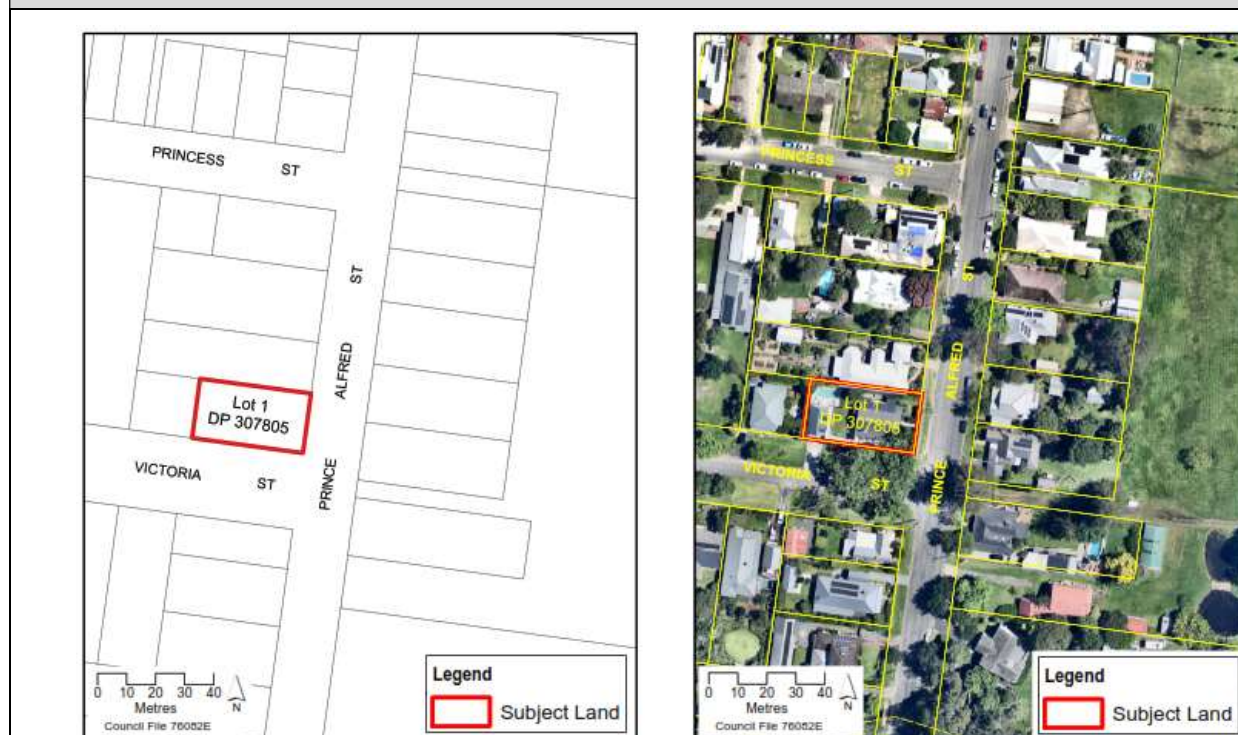 PRINCESS
ST
ST
ALFRED
Lot 1
DP 307805
VICTORIA
ST
PRINCE
0 10 20 30 40
Metres
Council File 76082E
N
Legend
Subject Land
PRINCESS
ST
ST
ALFRED
Lot 1
DP 307805
VICTORIA
ST
PRINCE
0 10 20 30 40
Metres
Council File 76082E
N
Legend
Subject Land